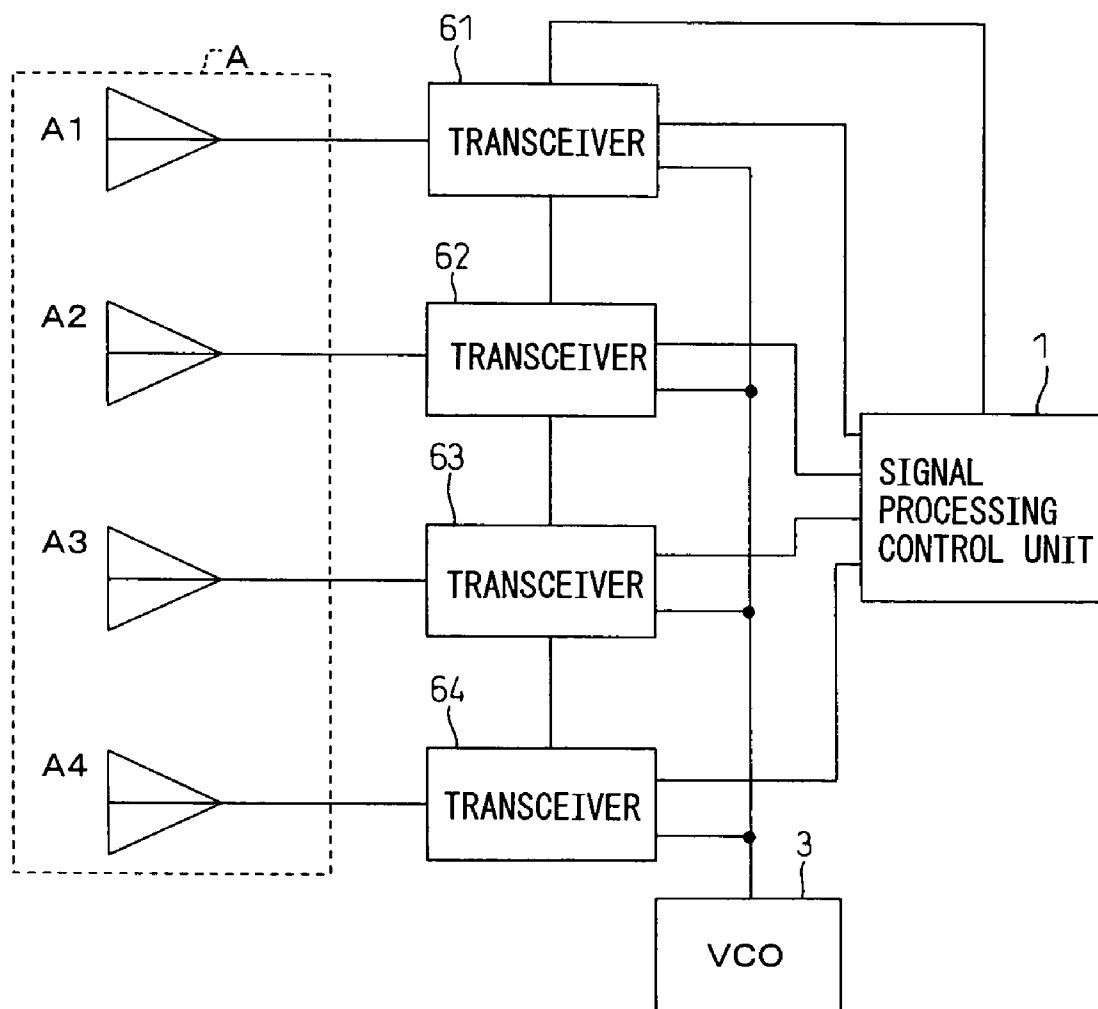 A
61
A1
TRANSCEIVER
62
A2
TRANSCEIVER
1
SIGNAL
PROCESSING
CONTROL UNIT
63
A3
TRANSCEIVER
64
A4
TRANSCEIVER
3
VCO